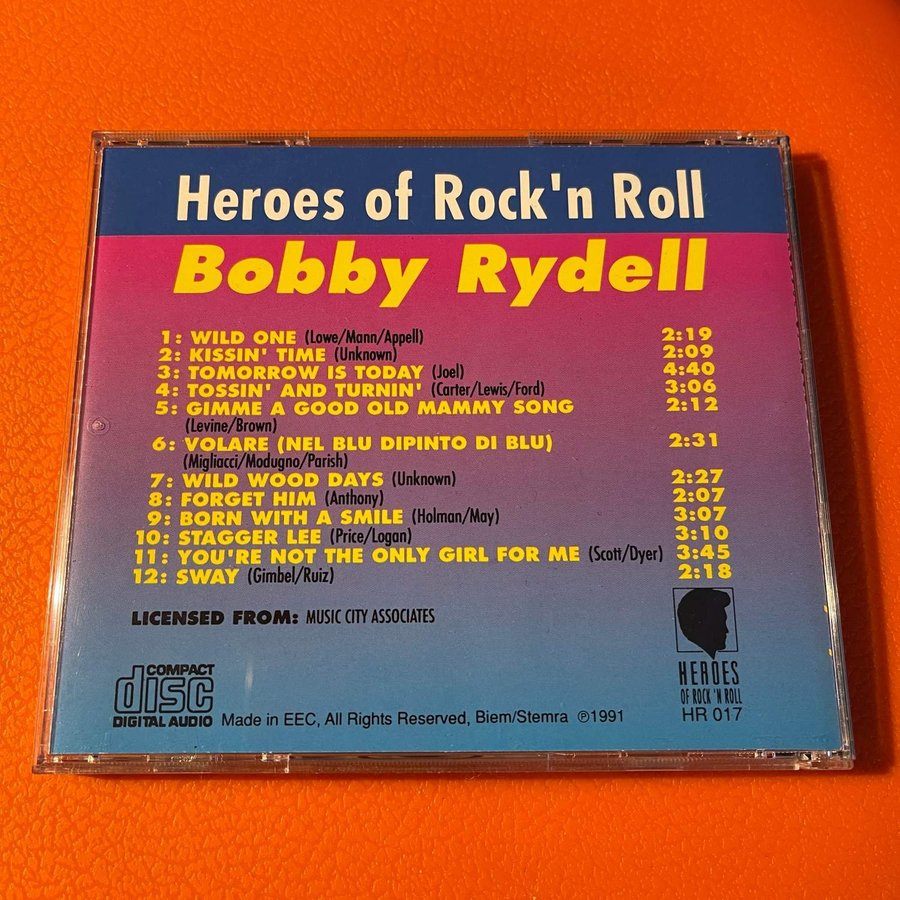 Heroes of Rock'n Roll
Bobby Rydell
1: WILD ONE (Lowe/Mann/Appell) 2:19
2: KISSIN' TIME (Unknown) 2:09
3: TOMORROW IS TODAY (Joel) 4:40
4: TOSSIN' AND TURNIN' (Carter/Lewis/Ford) 3:06
5: GIMME A GOOD OLD MAMMY SONG 2:12
(Levine/Brown)
6: VOLARE (NEL BLU DIPINTO DI BLU) 2:31
(Migliacci/Modugno/Parish)
7: WILD WOOD DAYS (Unknown) 2:27
8: FORGET HIM (Anthony) 2:07
9: BORN WITH A SMILE (Holman/May) 3:07
10: STAGGER LEE (Price/Logan) 3:10
11: YOU'RE NOT THE ONLY GIRL FOR ME (Scott/Dyer) 3:45
12: SWAY (Gimbel/Ruiz) 2:18
LICENSED FROM: MUSIC CITY ASSOCIATES
COMPACT
disc
DIGITAL AUDIO
Made in EEC, All Rights Reserved, Biem/Stemra ℗1991
HEROES
OF ROCK 'N ROLL
HR 017